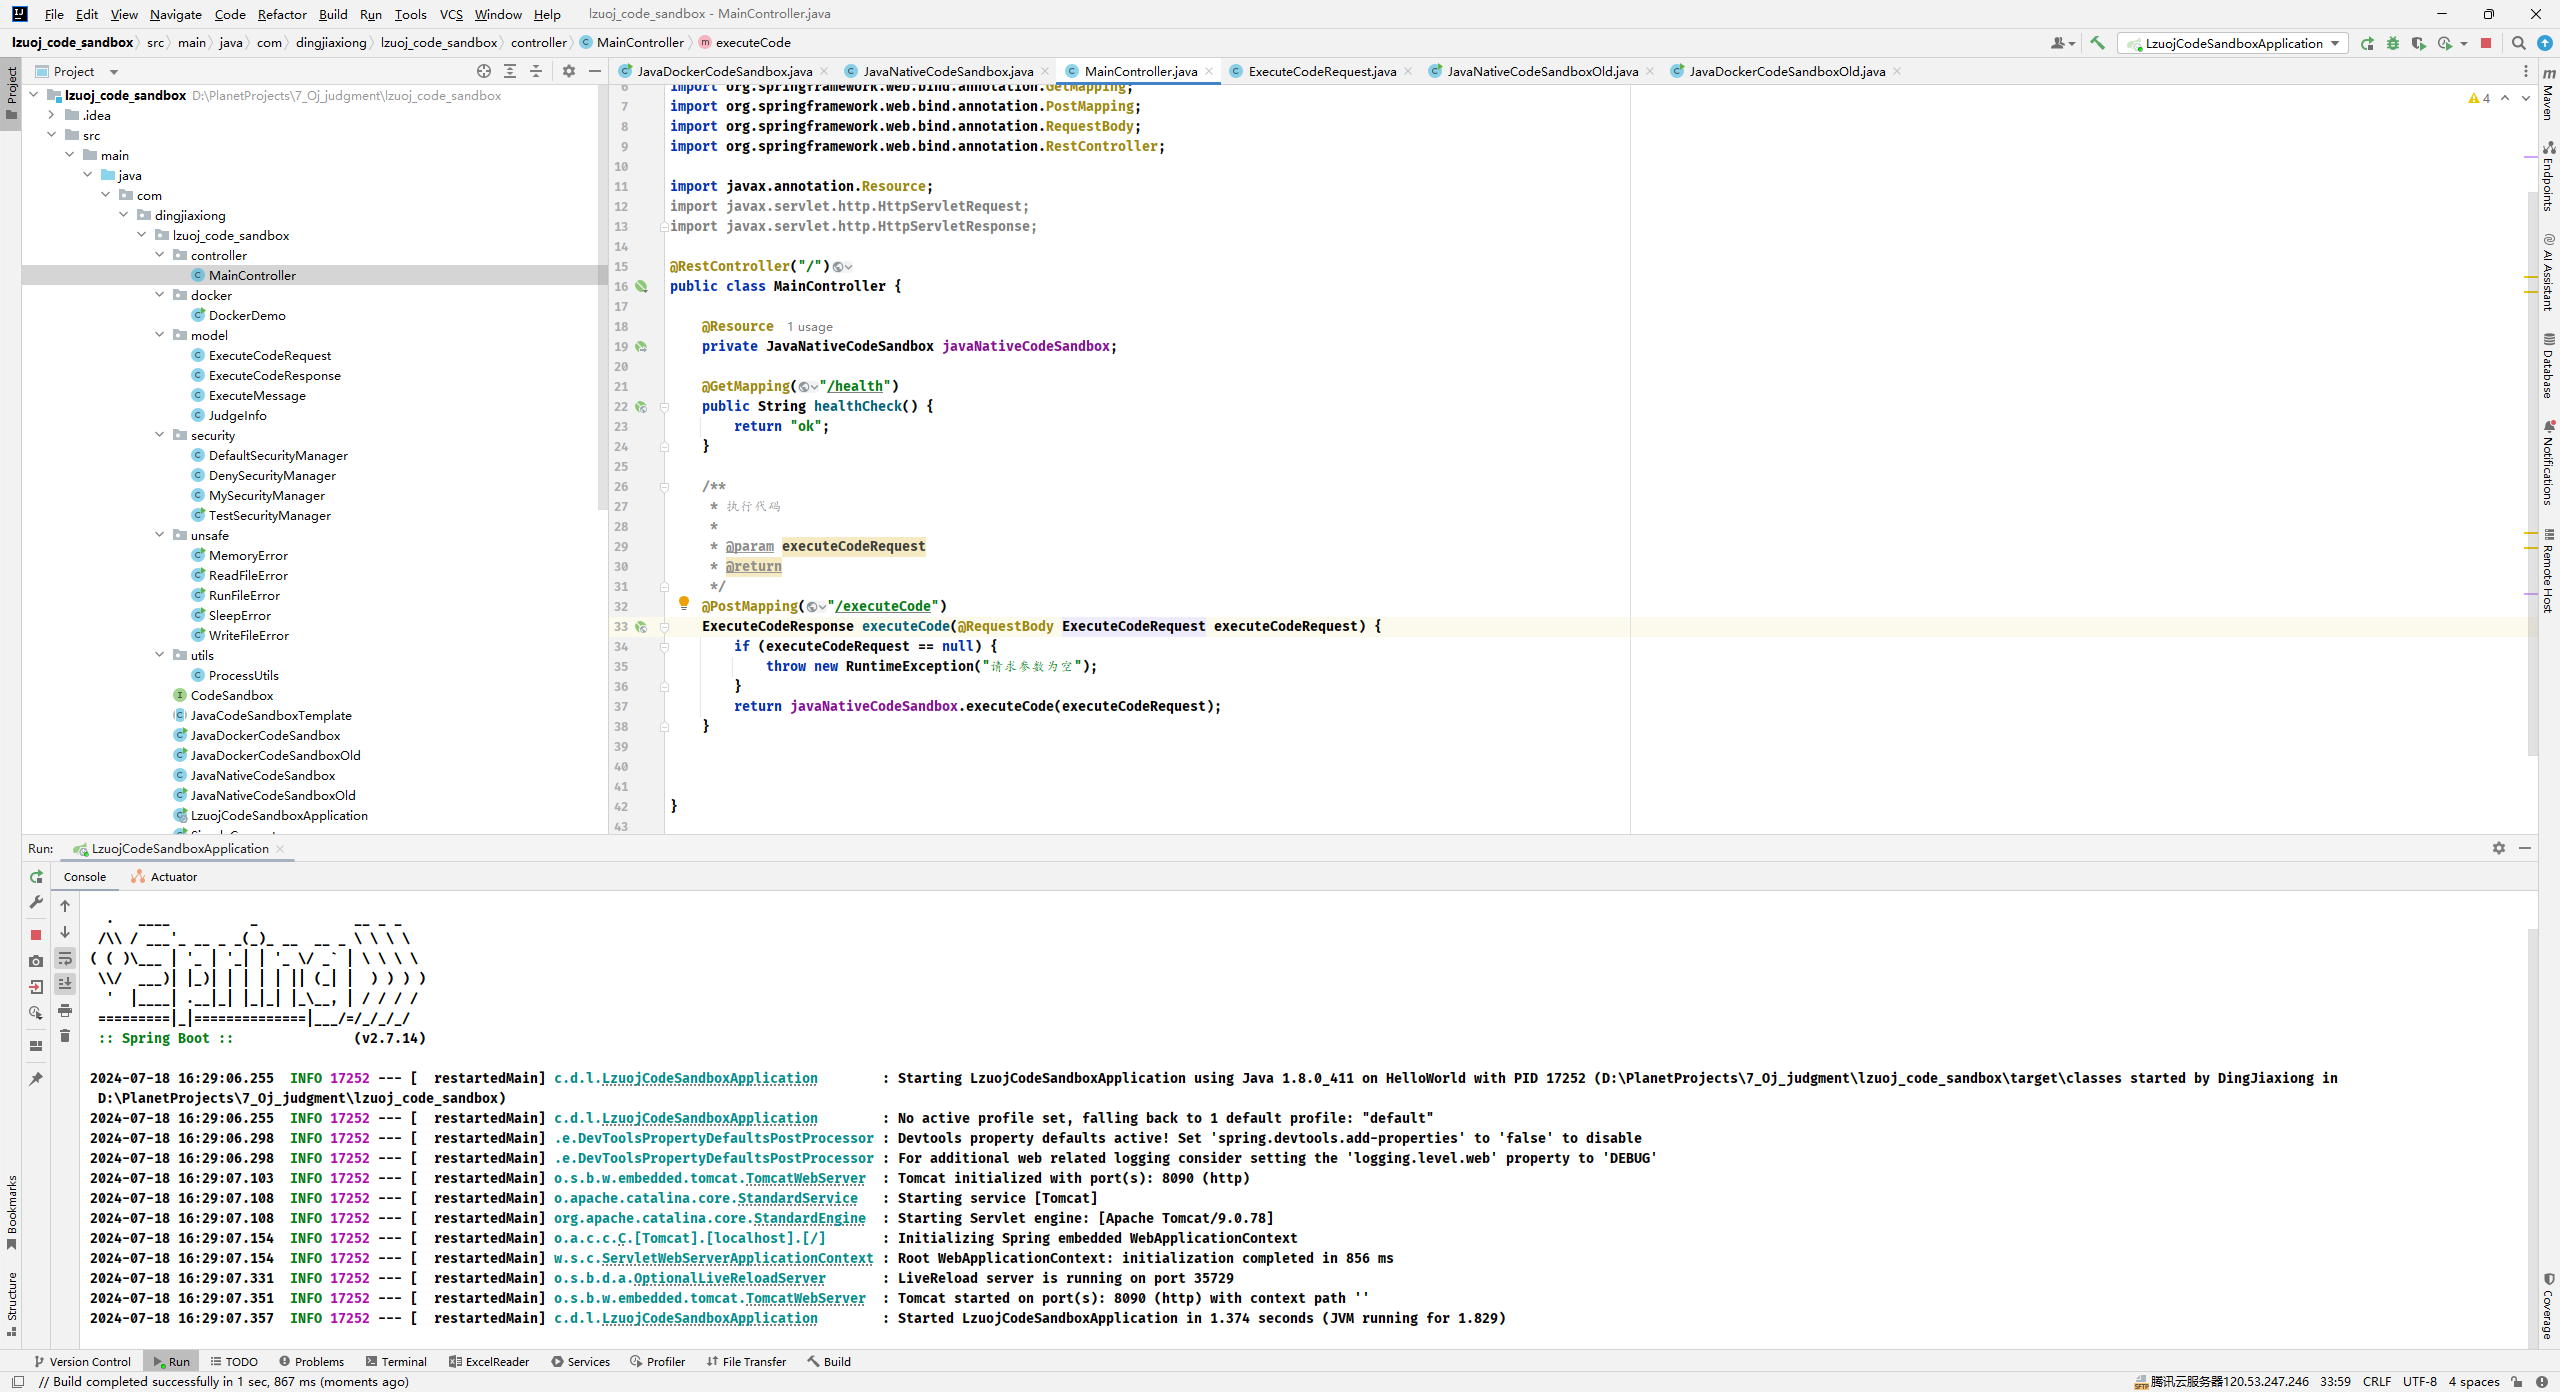 File Edit View Navigate Code Refactor Build Run Tools VCS Window Help lzuoj_code_sandbox - MainController.java
lzuoj_code_sandbox src main java com dingjiaxiong lzuoj_code_sandbox controller MainController executeCode LzuojCodeSandboxApplication
Project
JavaDockerCodeSandbox.java JavaNativeCodeSandbox.java MainController.java ExecuteCodeRequest.java JavaNativeCodeSandboxOld.java JavaDockerCodeSandboxOld.java
Project
lzuoj_code_sandbox D:\PlanetProjects\7_Oj_judgment\lzuoj_code_sandbox
.idea
src
main
java
com
dingjiaxiong
lzuoj_code_sandbox
controller
MainController
docker
DockerDemo
model
ExecuteCodeRequest
ExecuteCodeResponse
ExecuteMessage
JudgeInfo
security
DefaultSecurityManager
DenySecurityManager
MySecurityManager
TestSecurityManager
unsafe
MemoryError
ReadFileError
RunFileError
SleepError
WriteFileError
utils
ProcessUtils
CodeSandbox
JavaCodeSandboxTemplate
JavaDockerCodeSandbox
JavaDockerCodeSandboxOld
JavaNativeCodeSandbox
JavaNativeCodeSandboxOld
LzuojCodeSandboxApplication
4
6 import org.springframework.web.bind.annotation.GetMapping;
7 import org.springframework.web.bind.annotation.PostMapping;
8 import org.springframework.web.bind.annotation.RequestBody;
9 import org.springframework.web.bind.annotation.RestController;
10
11 import javax.annotation.Resource;
12 import javax.servlet.http.HttpServletRequest;
13 import javax.servlet.http.HttpServletResponse;
14
15 @RestController("/")
16 public class MainController {
17
18 @Resource 1 usage
19 private JavaNativeCodeSandbox javaNativeCodeSandbox;
20
21 @GetMapping("/health")
22 public String healthCheck() {
23 return "ok";
24 }
25
26 /**
27 * 执行代码
28 *
29 * @param executeCodeRequest
30 * @return
31 */
32 @PostMapping("/executeCode")
33 ExecuteCodeResponse executeCode(@RequestBody ExecuteCodeRequest executeCodeRequest) {
34 if (executeCodeRequest == null) {
35 throw new RuntimeException("请求参数为空");
36 }
37 return javaNativeCodeSandbox.executeCode(executeCodeRequest);
38 }
39
40
41
42 }
43
Maven
Endpoints
AI Assistant
Database
Notifications
Remote Host
Coverage
Bookmarks
Structure
Run: LzuojCodeSandboxApplication
Console Actuator
:: Spring Boot :: (v2.7.14)
2024-07-18 16:29:06.255 INFO 17252 --- [ restartedMain] c.d.l.LzuojCodeSandboxApplication : Starting LzuojCodeSandboxApplication using Java 1.8.0_411 on HelloWorld with PID 17252 (D:\PlanetProjects\7_Oj_judgment\lzuoj_code_sandbox\target\classes started by DingJiaxiong in
D:\PlanetProjects\7_Oj_judgment\lzuoj_code_sandbox)
2024-07-18 16:29:06.255 INFO 17252 --- [ restartedMain] c.d.l.LzuojCodeSandboxApplication : No active profile set, falling back to 1 default profile: "default"
2024-07-18 16:29:06.298 INFO 17252 --- [ restartedMain] .e.DevToolsPropertyDefaultsPostProcessor : Devtools property defaults active! Set 'spring.devtools.add-properties' to 'false' to disable
2024-07-18 16:29:06.298 INFO 17252 --- [ restartedMain] .e.DevToolsPropertyDefaultsPostProcessor : For additional web related logging consider setting the 'logging.level.web' property to 'DEBUG'
2024-07-18 16:29:07.103 INFO 17252 --- [ restartedMain] o.s.b.w.embedded.tomcat.TomcatWebServer : Tomcat initialized with port(s): 8090 (http)
2024-07-18 16:29:07.108 INFO 17252 --- [ restartedMain] o.apache.catalina.core.StandardService : Starting service [Tomcat]
2024-07-18 16:29:07.108 INFO 17252 --- [ restartedMain] org.apache.catalina.core.StandardEngine : Starting Servlet engine: [Apache Tomcat/9.0.78]
2024-07-18 16:29:07.154 INFO 17252 --- [ restartedMain] o.a.c.c.C.[Tomcat].[localhost].[/] : Initializing Spring embedded WebApplicationContext
2024-07-18 16:29:07.154 INFO 17252 --- [ restartedMain] w.s.c.ServletWebServerApplicationContext : Root WebApplicationContext: initialization completed in 856 ms
2024-07-18 16:29:07.331 INFO 17252 --- [ restartedMain] o.s.b.d.a.OptionalLiveReloadServer : LiveReload server is running on port 35729
2024-07-18 16:29:07.351 INFO 17252 --- [ restartedMain] o.s.b.w.embedded.tomcat.TomcatWebServer : Tomcat started on port(s): 8090 (http) with context path ''
2024-07-18 16:29:07.357 INFO 17252 --- [ restartedMain] c.d.l.LzuojCodeSandboxApplication : Started LzuojCodeSandboxApplication in 1.374 seconds (JVM running for 1.829)
Version Control Run TODO Problems Terminal ExcelReader Services Profiler File Transfer Build
// Build completed successfully in 1 sec, 867 ms (moments ago) 腾讯云服务器120.53.247.246 33:59 CRLF UTF-8 4 spaces